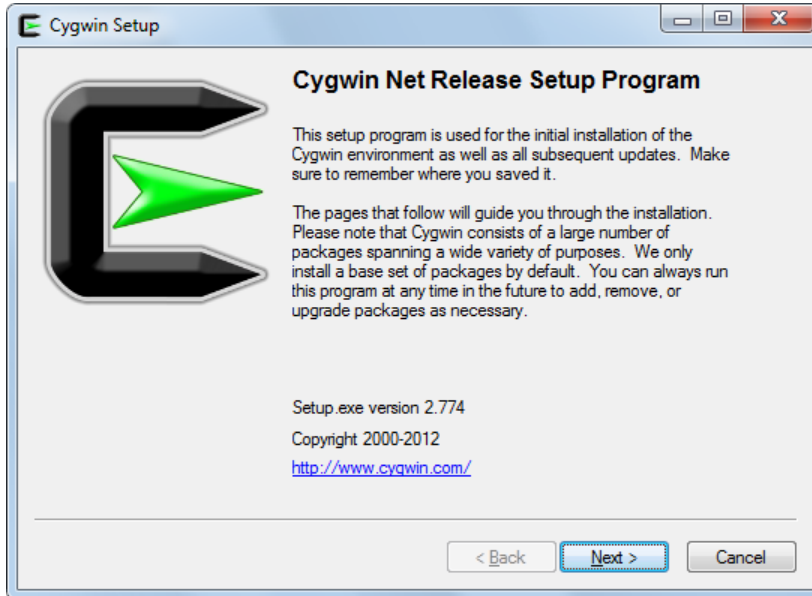 Cygwin Setup
Cygwin Net Release Setup Program
This setup program is used for the initial installation of the
Cygwin environment as well as all subsequent updates.  Make
sure to remember where you saved it.
The pages that follow will guide you through the installation.
Please note that Cygwin consists of a large number of
packages spanning a wide variety of purposes.  We only
install a base set of packages by default.  You can always run
this program at any time in the future to add, remove, or
upgrade packages as necessary.
Setup.exe version 2.774
Copyright 2000-2012
http://www.cygwin.com/
< Back
Next >
Cancel